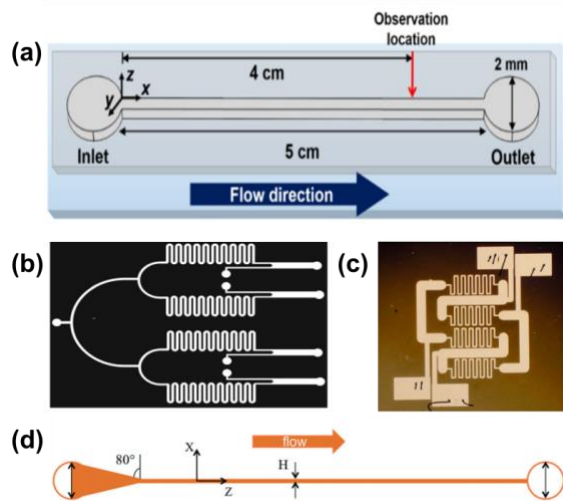 (a)
Observation
location
4 cm
2 mm
z
x
y
5 cm
Inlet
Outlet
Flow direction
(b)
(c)
(d)
flow
80°
X
H
Z